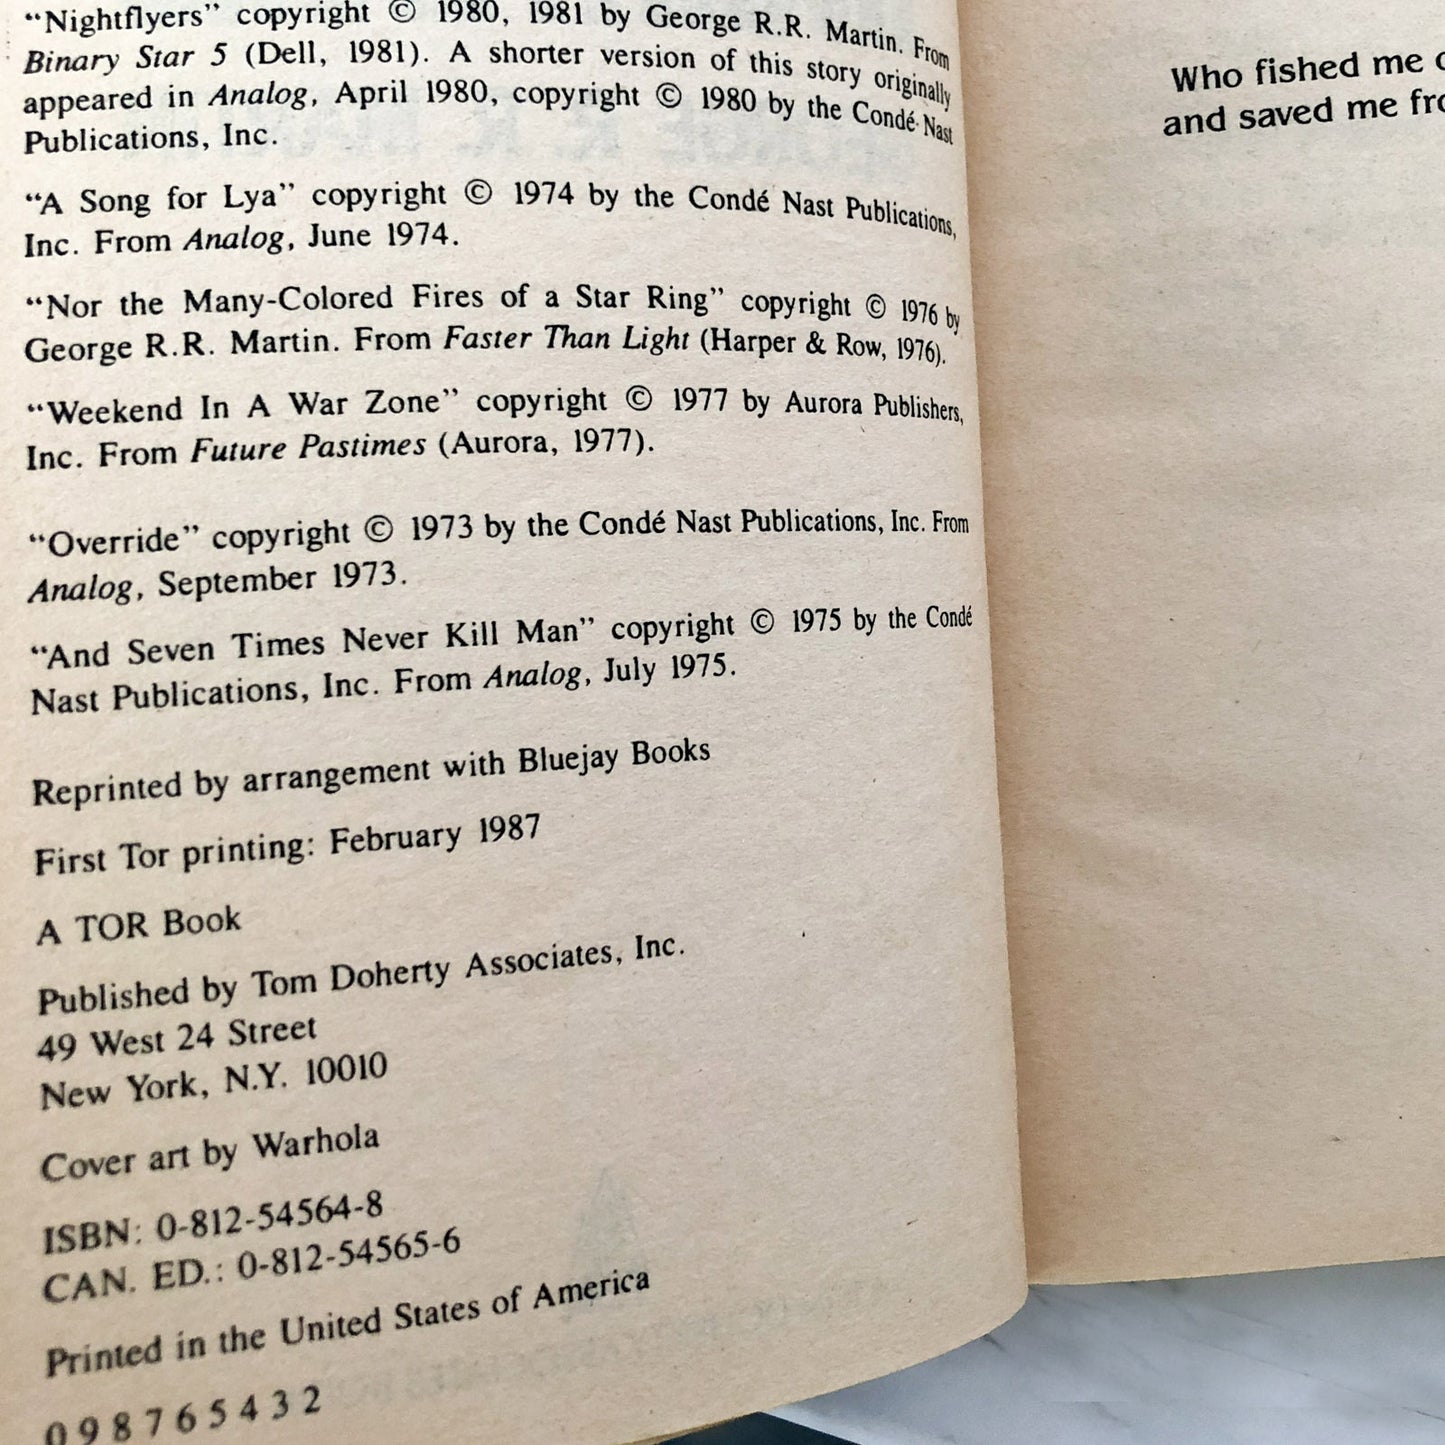 “Nightflyers” copyright © 1980, 1981 by George R.R. Martin. From
Binary Star 5 (Dell, 1981). A shorter version of this story originally
appeared in Analog, April 1980, copyright © 1980 by the Condé Nast
Publications, Inc.
“A Song for Lya” copyright © 1974 by the Condé Nast Publications,
Inc. From Analog, June 1974.
“Nor the Many-Colored Fires of a Star Ring” copyright © 1976 by
George R.R. Martin. From Faster Than Light (Harper & Row, 1976).
“Weekend In A War Zone” copyright © 1977 by Aurora Publishers,
Inc. From Future Pastimes (Aurora, 1977).
“Override” copyright © 1973 by the Condé Nast Publications, Inc. From
Analog, September 1973.
“And Seven Times Never Kill Man” copyright © 1975 by the Condé
Nast Publications, Inc. From Analog, July 1975.
Reprinted by arrangement with Bluejay Books
First Tor printing: February 1987
A TOR Book
Published by Tom Doherty Associates, Inc.
49 West 24 Street
New York, N.Y. 10010
Cover art by Warhola
ISBN: 0-812-54564-8
CAN. ED.: 0-812-54565-6
Printed in the United States of America
0 9 8 7 6 5 4 3 2
Who fished me
and saved me